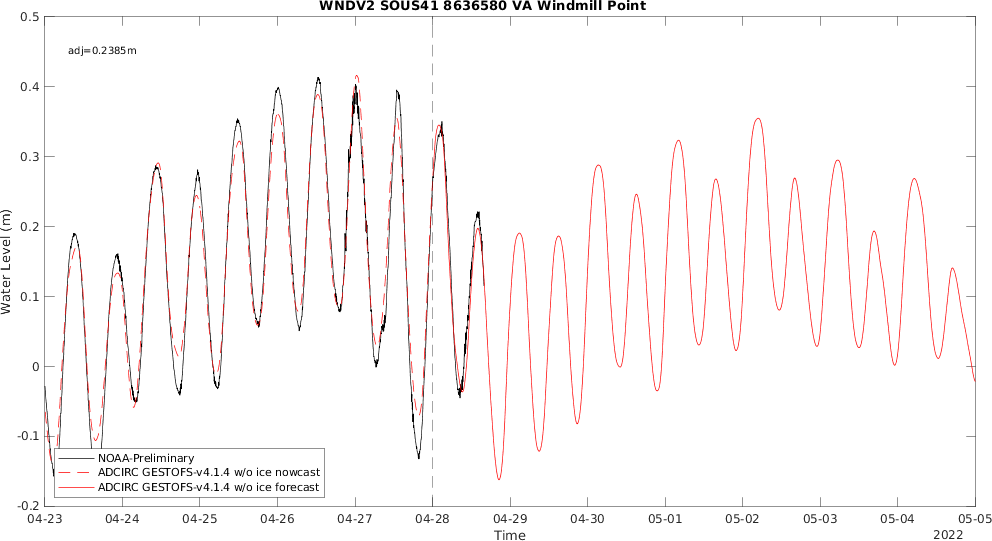 WNDV2 SOUS41 8636580 VA Windmill Point
adj=0.2385m
0.5
0.4
0.3
0.2
0.1
0
-0.1
-0.2
Water Level (m)
NOAA-Preliminary
ADCIRC GESTOFS-v4.1.4 w/o ice nowcast
ADCIRC GESTOFS-v4.1.4 w/o ice forecast
04-23 04-24 04-25 04-26 04-27 04-28 04-29 04-30 05-01 05-02 05-03 05-04 05-05
Time
2022